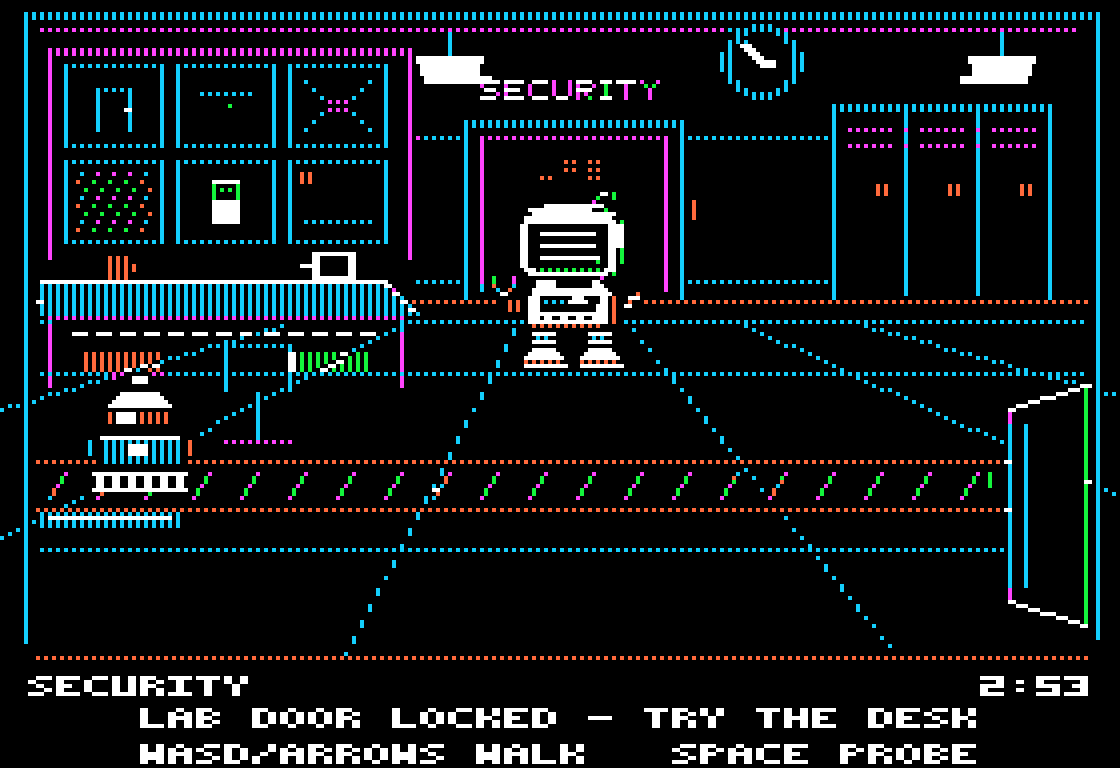 SECURITY
SECURITY 2:53
LAB DOOR LOCKED - TRY THE DESK
WASD/ARROWS WALK SPACE PROBE